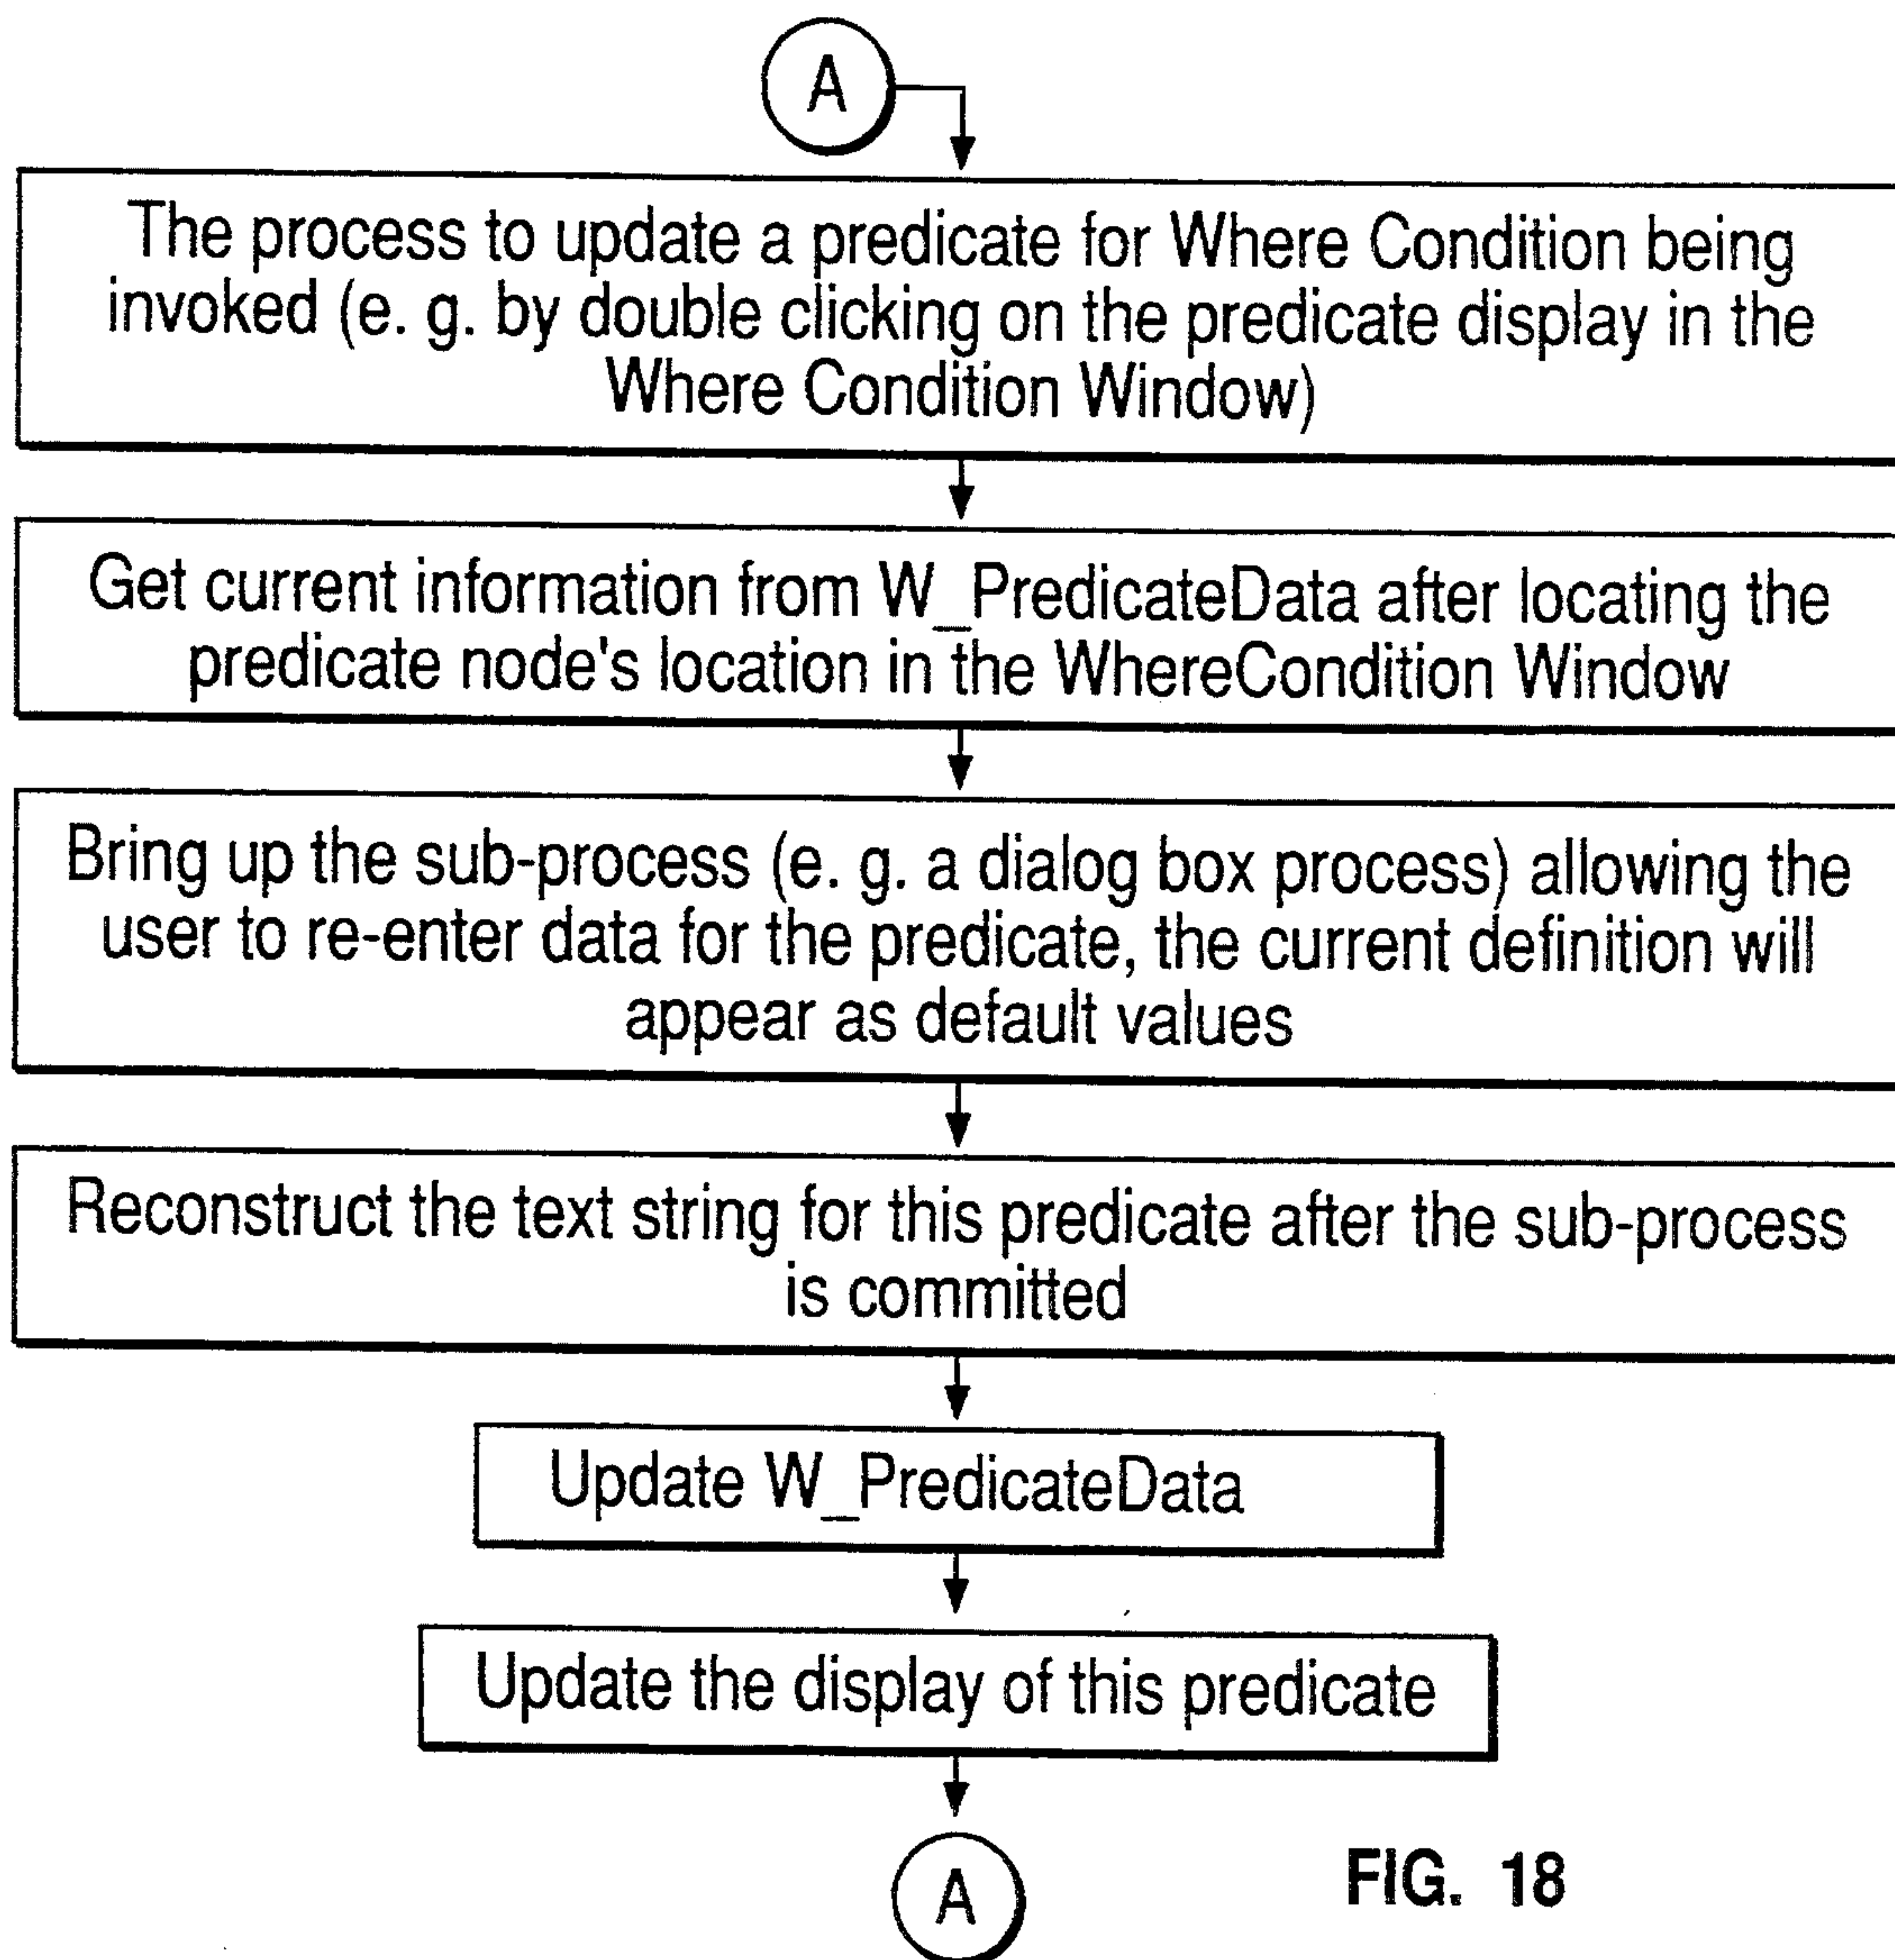 A
The process to update a predicate for Where Condition being
invoked (e. g. by double clicking on the predicate display in the
Where Condition Window)
Get current information from W_PredicateData after locating the
predicate node's location in the WhereCondition Window
Bring up the sub-process (e. g. a dialog box process) allowing the
user to re-enter data for the predicate, the current definition will
appear as default values
Reconstruct the text string for this predicate after the sub-process
is committed
Update W_PredicateData
Update the display of this predicate
A
FIG. 18